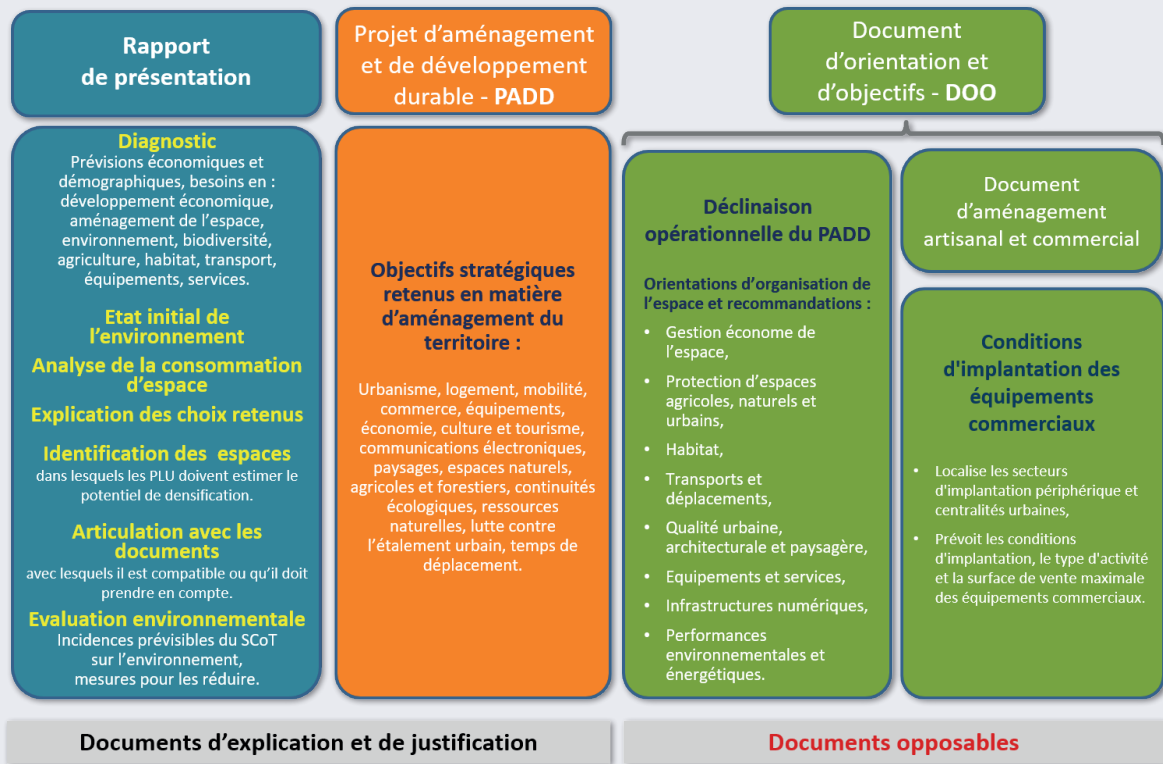 Rapport
de présentation
Projet d’aménagement
et de développement
durable - PADD
Document
d’orientation et
d’objectifs - DOO
Diagnostic
Prévisions économiques et
démographiques, besoins en :
développement économique,
aménagement de l’espace,
environnement, biodiversité,
agriculture, habitat, transport,
équipements, services.
Etat initial de
l’environnement
Analyse de la consommation
d’espace
Explication des choix retenus
Identification des espaces
dans lesquels les PLU doivent estimer le
potentiel de densification.
Articulation avec les
documents
avec lesquels il est compatible ou qu’il doit
prendre en compte.
Evaluation environnementale
Incidences prévisibles du SCoT
sur l’environnement,
mesures pour les réduire.
Objectifs stratégiques
retenus en matière
d’aménagement du
territoire :
Urbanisme, logement, mobilité,
commerce, équipements,
économie, culture et tourisme,
communications électroniques,
paysages, espaces naturels,
agricoles et forestiers, continuités
écologiques, ressources
naturelles, lutte contre
l’étalement urbain, temps de
déplacement.
Déclinaison
opérationnelle du PADD
Orientations d’organisation de
l’espace et recommandations :
• Gestion économe de
l’espace,
• Protection d’espaces
agricoles, naturels et
urbains,
• Habitat,
• Transports et
déplacements,
• Qualité urbaine,
architecturale et paysagère,
• Equipements et services,
• Infrastructures numériques,
• Performances
environnementales et
énergétiques.
Document
d’aménagement
artisanal et commercial
Conditions
d'implantation des
équipements
commerciaux
• Localise les secteurs
d'implantation périphérique et
centralités urbaines,
• Prévoit les conditions
d'implantation, le type d'activité
et la surface de vente maximale
des équipements commerciaux.
Documents d’explication et de justification
Documents opposables